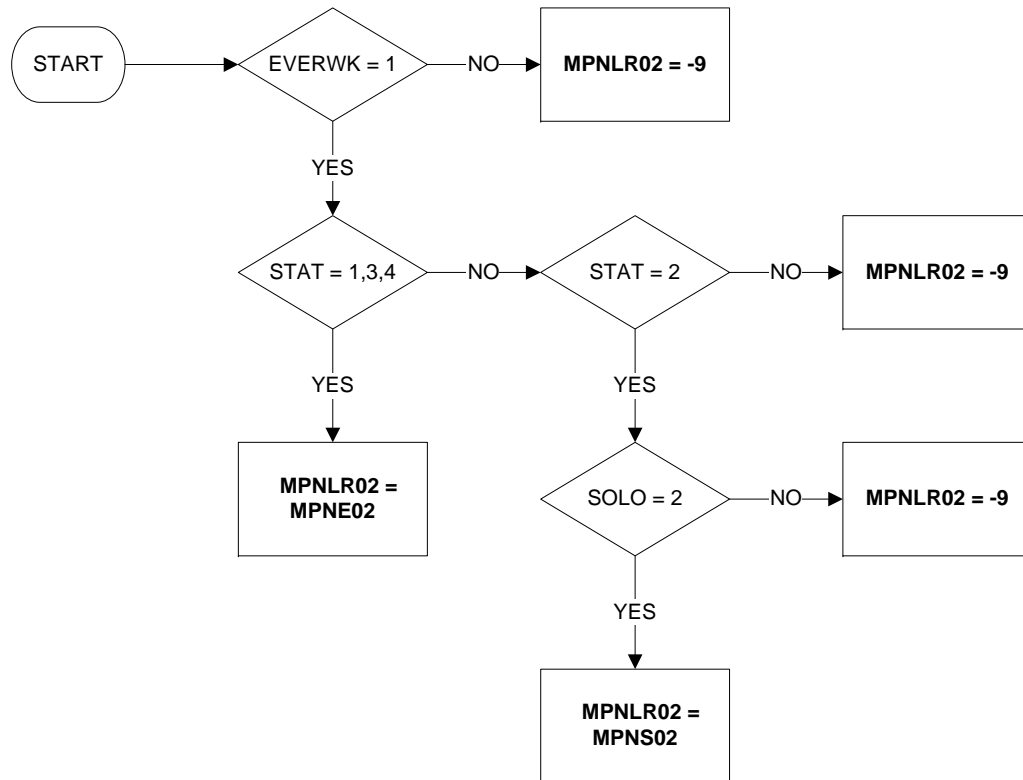 START
EVERWK = 1
NO
MPNLR02 = -9
YES
STAT = 1,3,4
NO
STAT = 2
NO
MPNLR02 = -9
YES
YES
MPNLR02 =
MPNE02
SOLO = 2
NO
MPNLR02 = -9
YES
MPNLR02 =
MPNS02